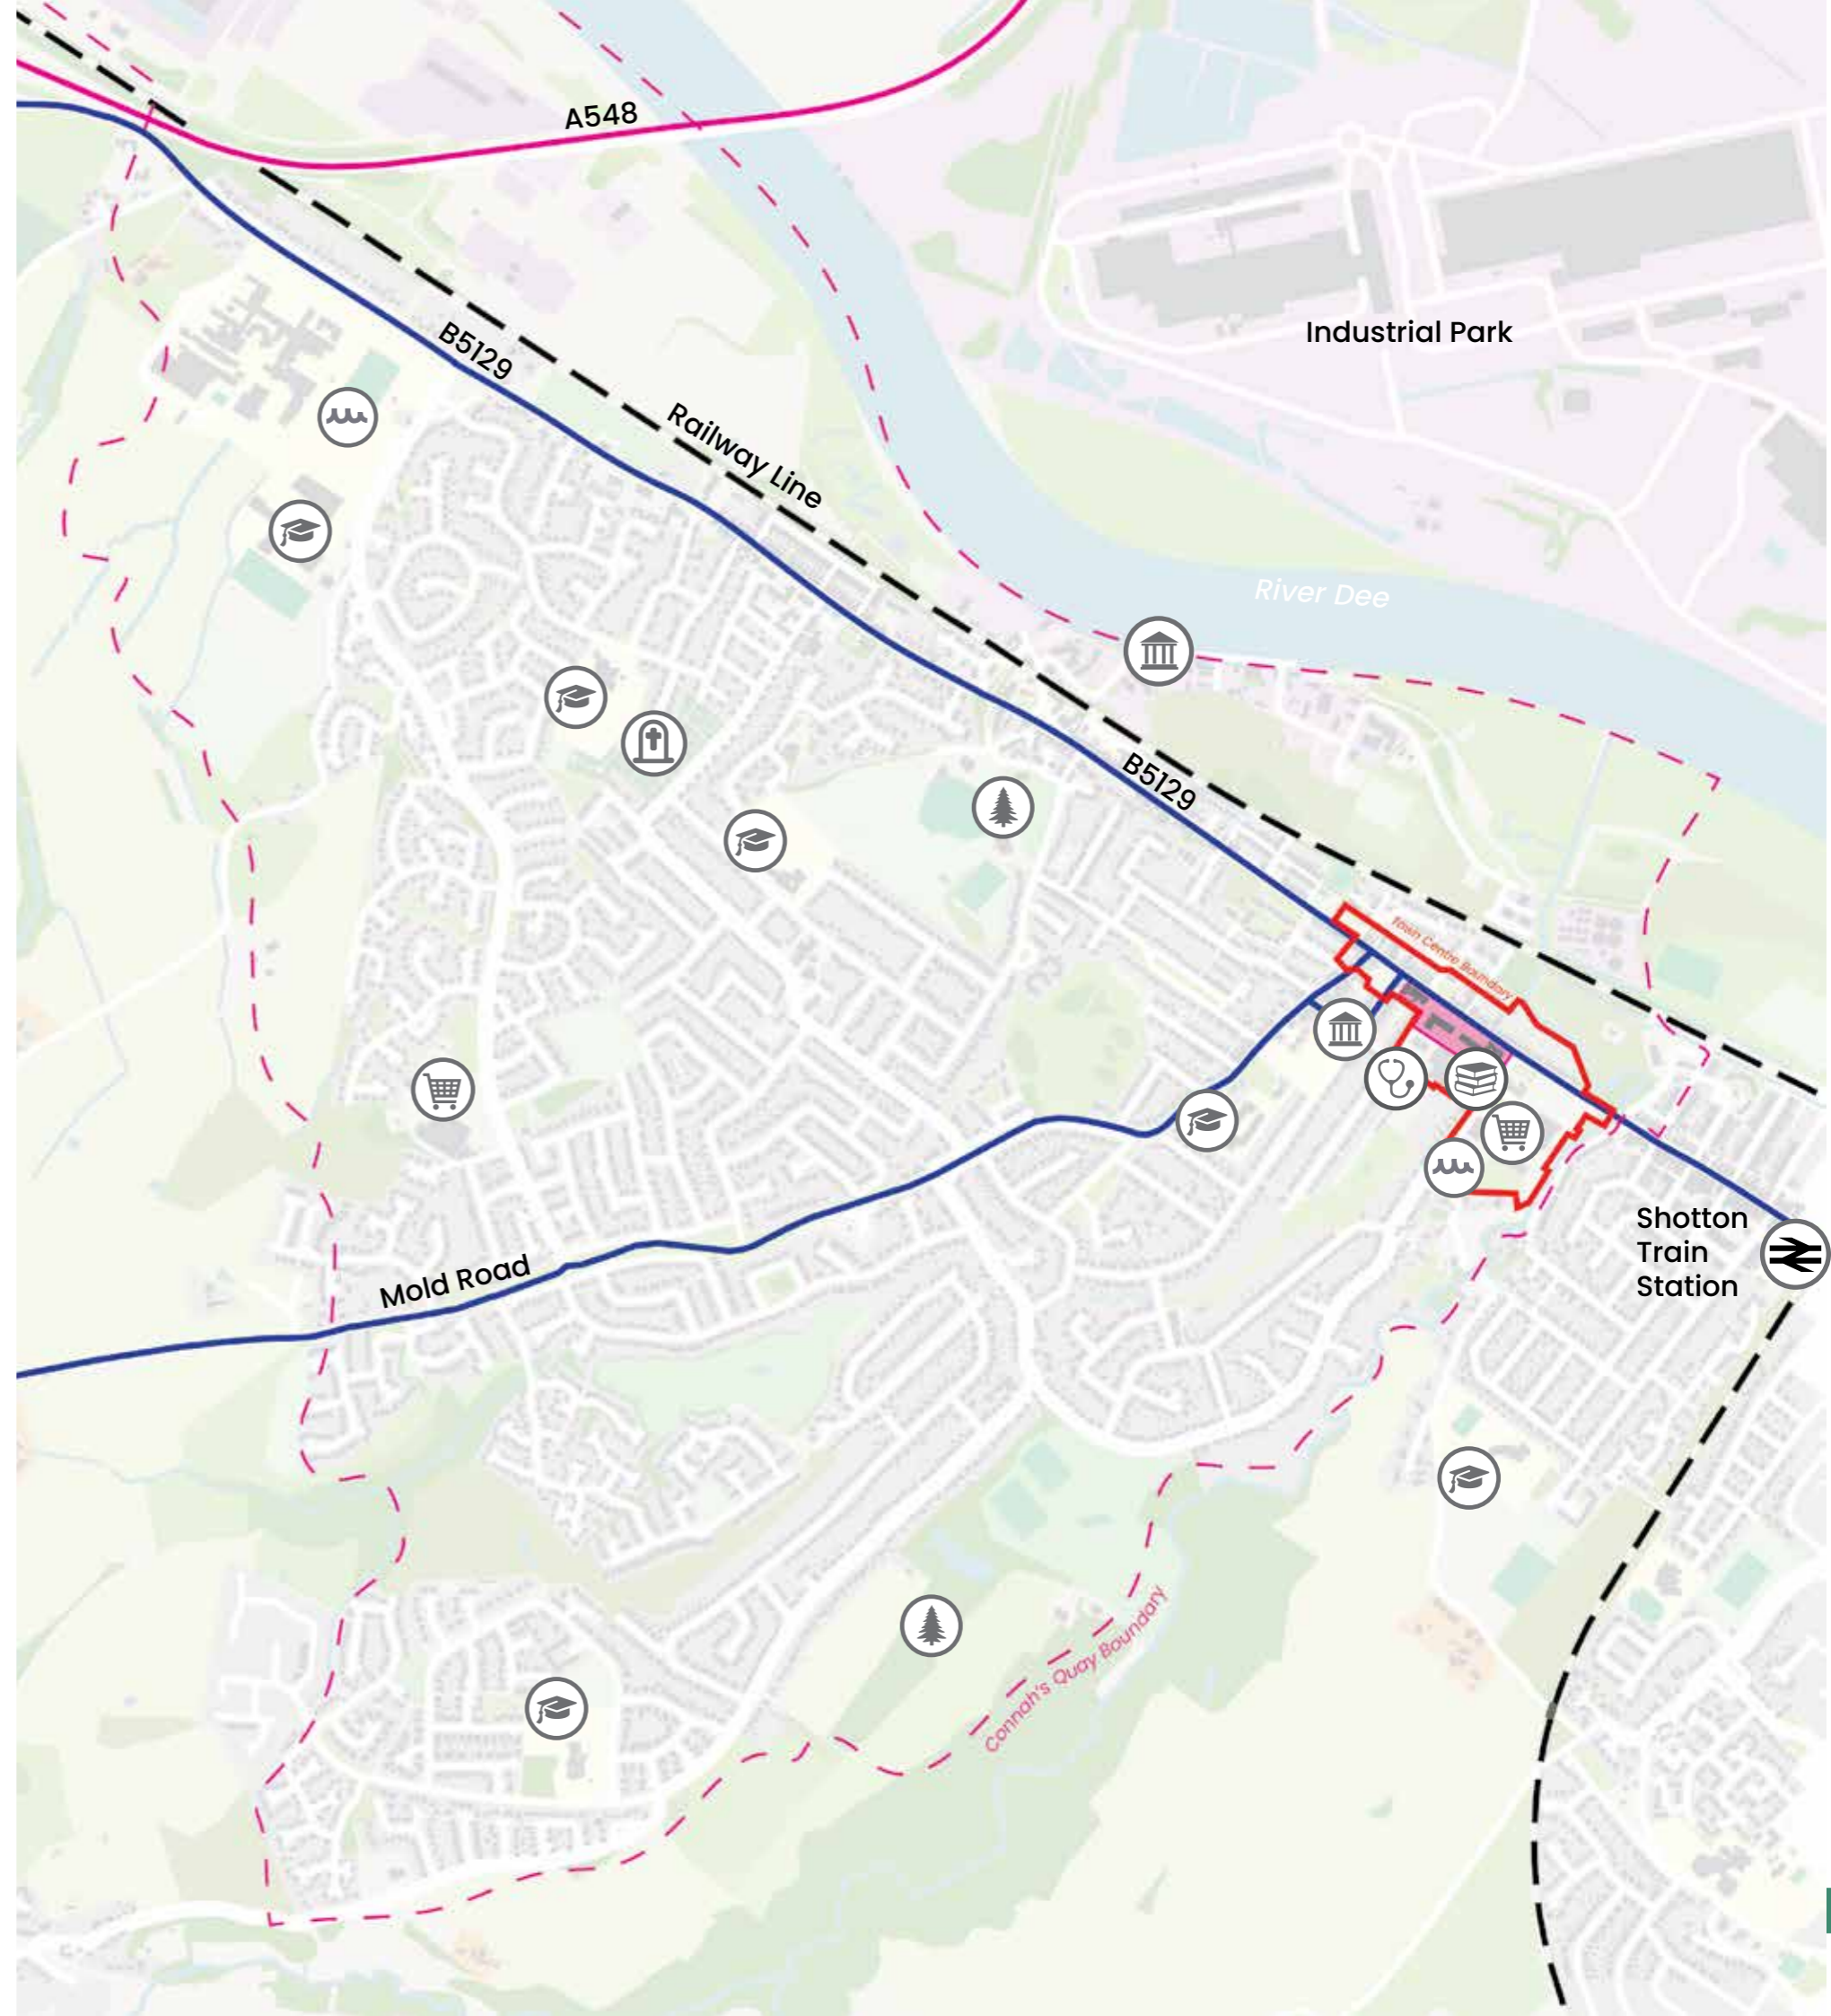 A548
B5129
Industrial Park
Railway Line
River Dee
B5129
Town Centre Boundary
Shotton
Train
Station
Mold Road
Connah's Quay Boundary